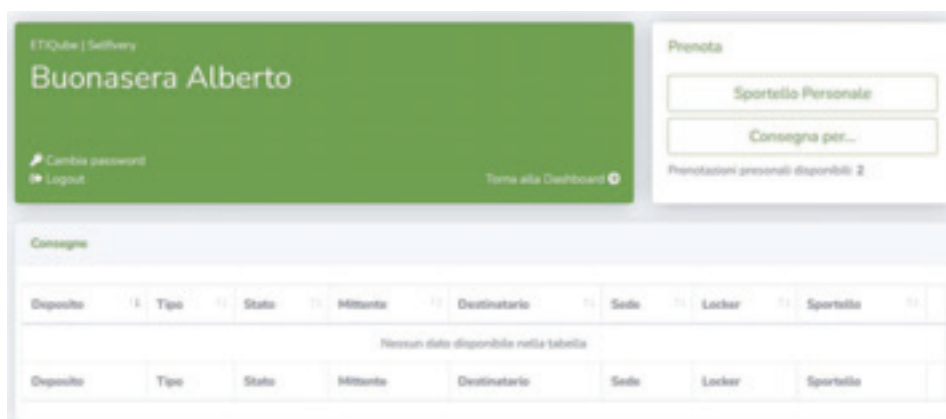 ETIQube | Selfivery
Buonasera Alberto
Cambia password
Logout
Torna alla Dashboard
Prenota
Sportello Personale
Consegna per...
Prenotazioni presonali disponibili: 2
Consegne
Deposito Tipo Stato Mittente Destinatario Sede Locker Sportello
Nessun dato disponibile nella tabella
Deposito Tipo Stato Mittente Destinatario Sede Locker Sportello